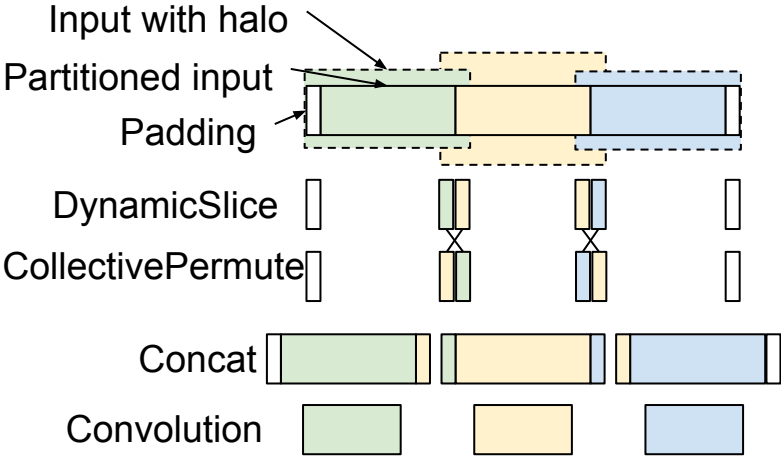 Input with halo
Partitioned input
Padding
DynamicSlice
CollectivePermute
Concat
Convolution